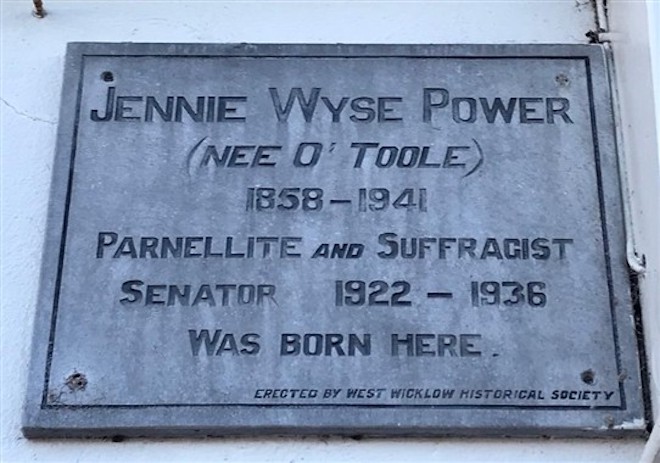 Jennie Wyse Power
(nee O' Toole)
1858 – 1941
Parnellite and Suffragist
Senator 1922 – 1936
Was born here.
Erected by West Wicklow Historical Society